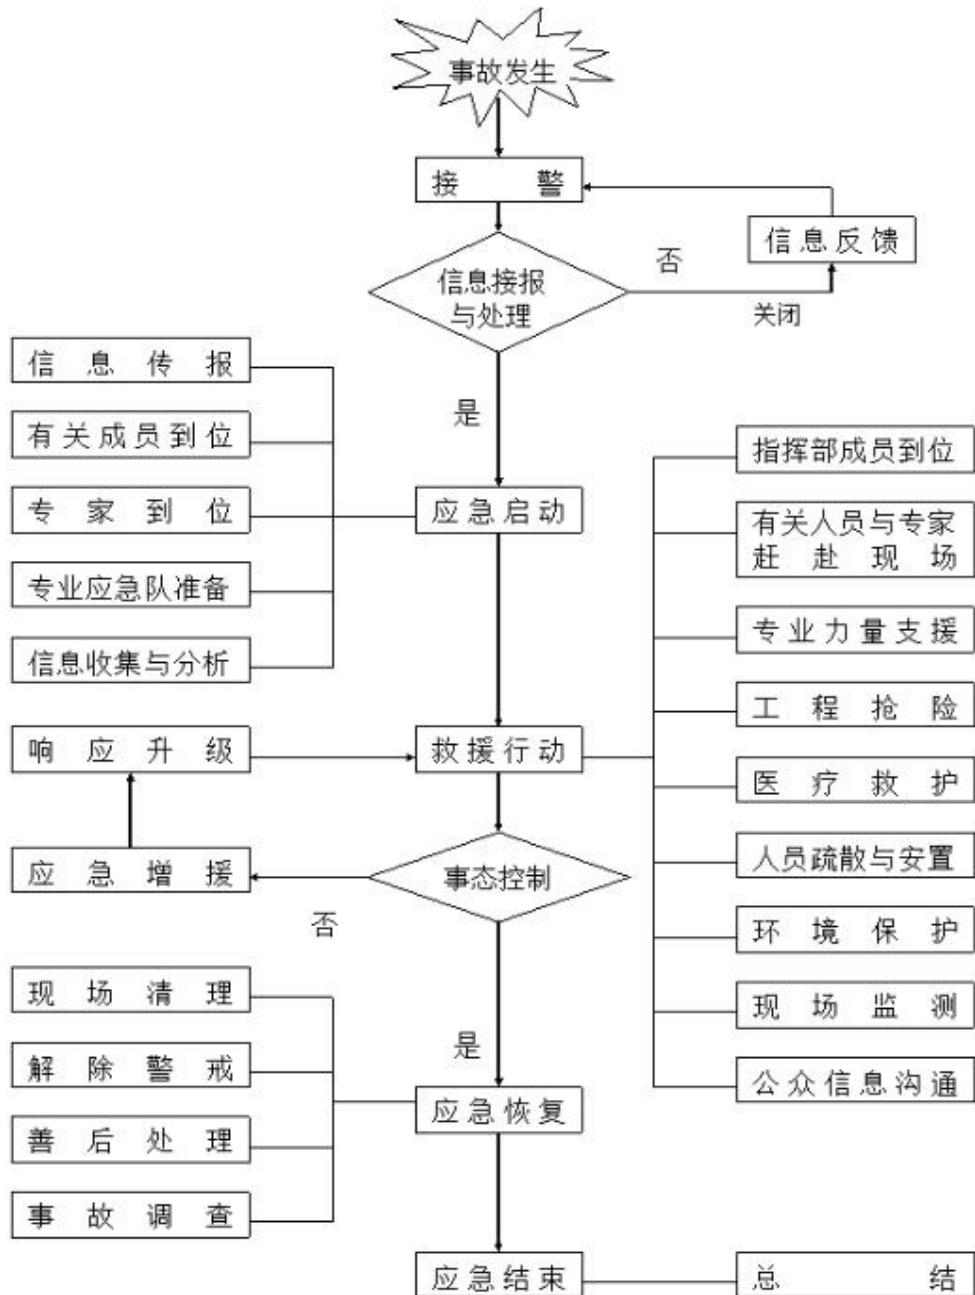 事故发生
接警
信息反馈
否
信息接报
与处理
关闭
信息传报
是
有关成员到位
指挥部成员到位
专家到位
应急启动
有关人员与专家
赶赴现场
专业应急队准备
专业力量支援
信息收集与分析
工程抢险
响应升级
救援行动
医疗救护
应急增援
事态控制
人员疏散与安置
否
环境保护
现场清理
现场监测
是
解除警戒
公众信息沟通
应急恢复
善后处理
事故调查
应急结束
总结